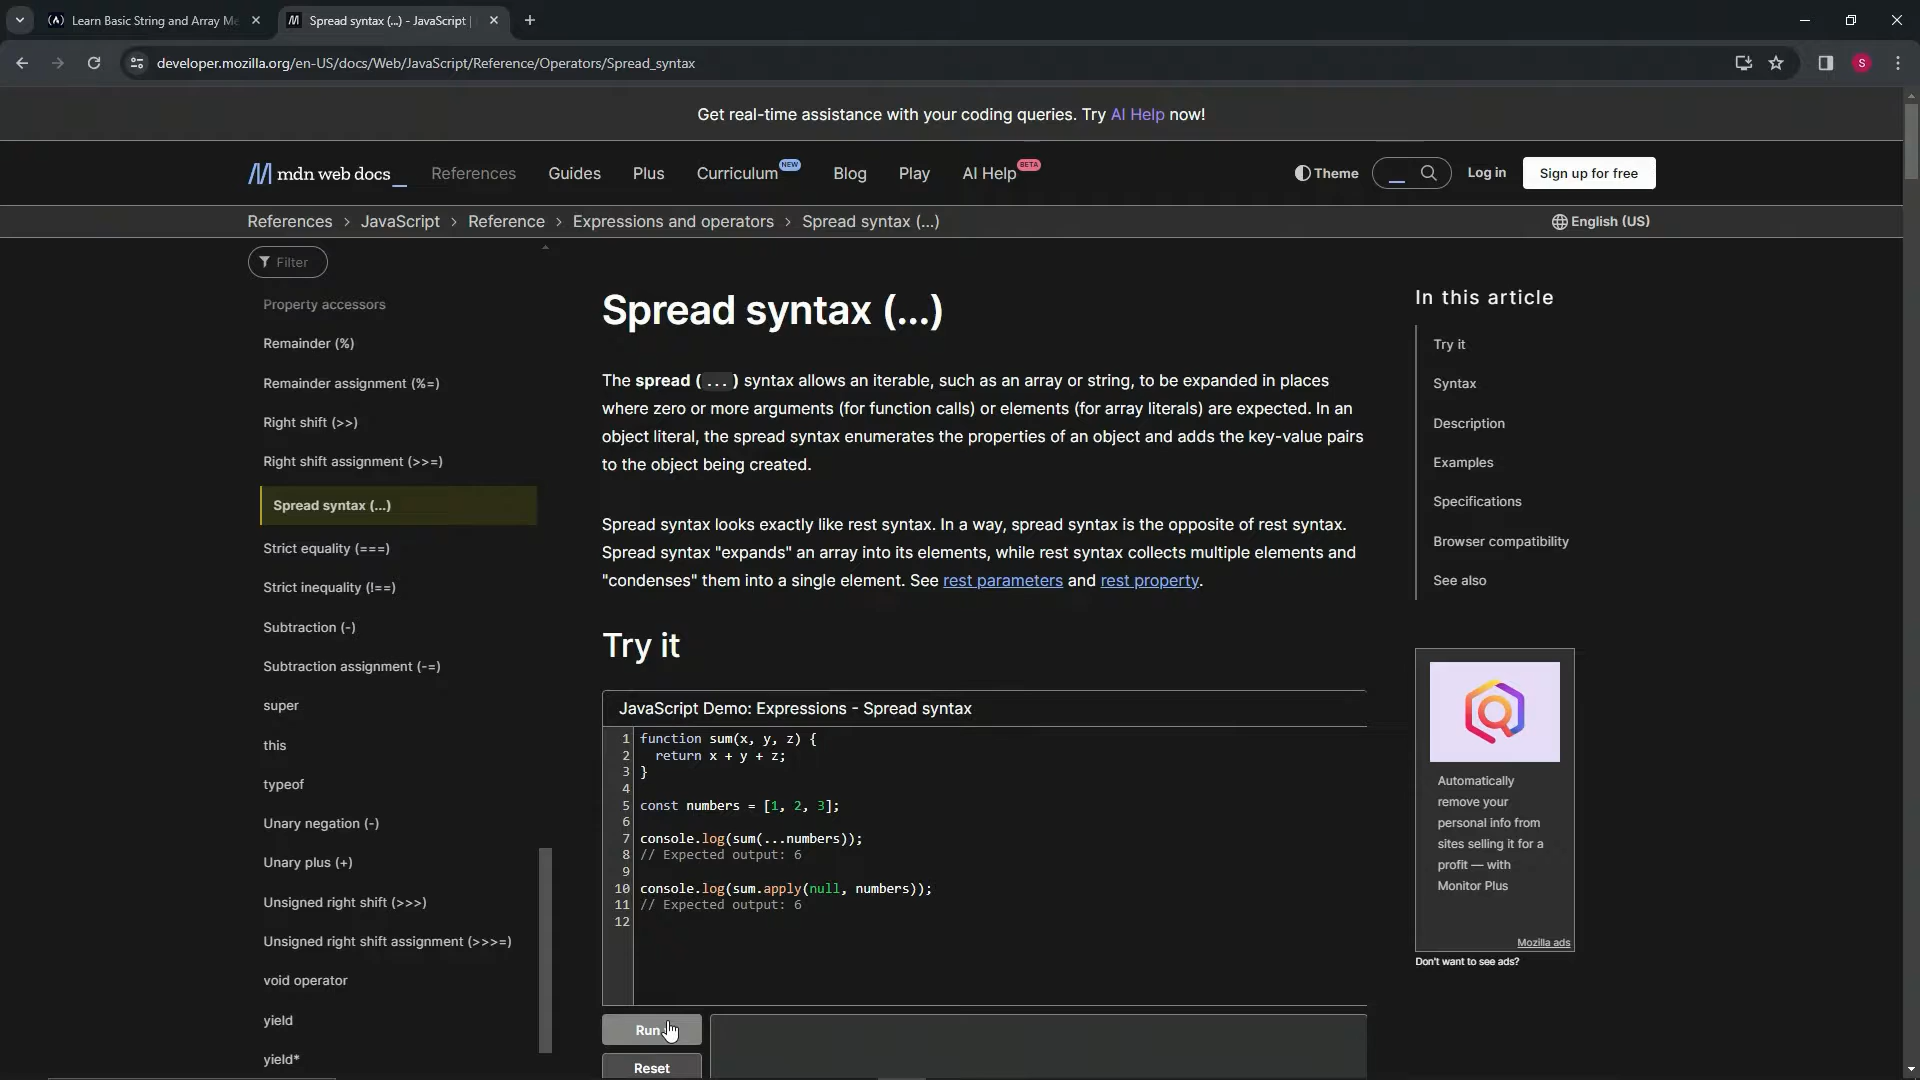 Learn Basic String and Array Me
Spread syntax (...) - JavaScript |
developer.mozilla.org/en-US/docs/Web/JavaScript/Reference/Operators/Spread_syntax
S
Get real-time assistance with your coding queries. Try AI Help now!
mdn web docs_
References
Guides
Plus
Curriculum NEW
Blog
Play
AI Help BETA
Theme
Log in
Sign up for free
References > JavaScript > Reference > Expressions and operators > Spread syntax (...)
English (US)
Filter
Property accessors
Remainder (%)
Remainder assignment (%=)
Right shift (>>)
Right shift assignment (>>=)
Spread syntax (...)
Strict equality (===)
Strict inequality (!==)
Subtraction (-)
Subtraction assignment (-=)
super
this
typeof
Unary negation (-)
Unary plus (+)
Unsigned right shift (>>>)
Unsigned right shift assignment (>>>=)
void operator
yield
yield*
Spread syntax (...)
The spread (...) syntax allows an iterable, such as an array or string, to be expanded in places
where zero or more arguments (for function calls) or elements (for array literals) are expected. In an
object literal, the spread syntax enumerates the properties of an object and adds the key-value pairs
to the object being created.
Spread syntax looks exactly like rest syntax. In a way, spread syntax is the opposite of rest syntax.
Spread syntax "expands" an array into its elements, while rest syntax collects multiple elements and
"condenses" them into a single element. See rest parameters and rest property.
Try it
JavaScript Demo: Expressions - Spread syntax
1 function sum(x, y, z) {
2 return x + y + z;
3 }
4
5 const numbers = [1, 2, 3];
6
7 console.log(sum(...numbers));
8 // Expected output: 6
9
10 console.log(sum.apply(null, numbers));
11 // Expected output: 6
12
Run
Reset
In this article
Try it
Syntax
Description
Examples
Specifications
Browser compatibility
See also
Automatically
remove your
personal info from
sites selling it for a
profit — with
Monitor Plus
Mozilla ads
Don't want to see ads?